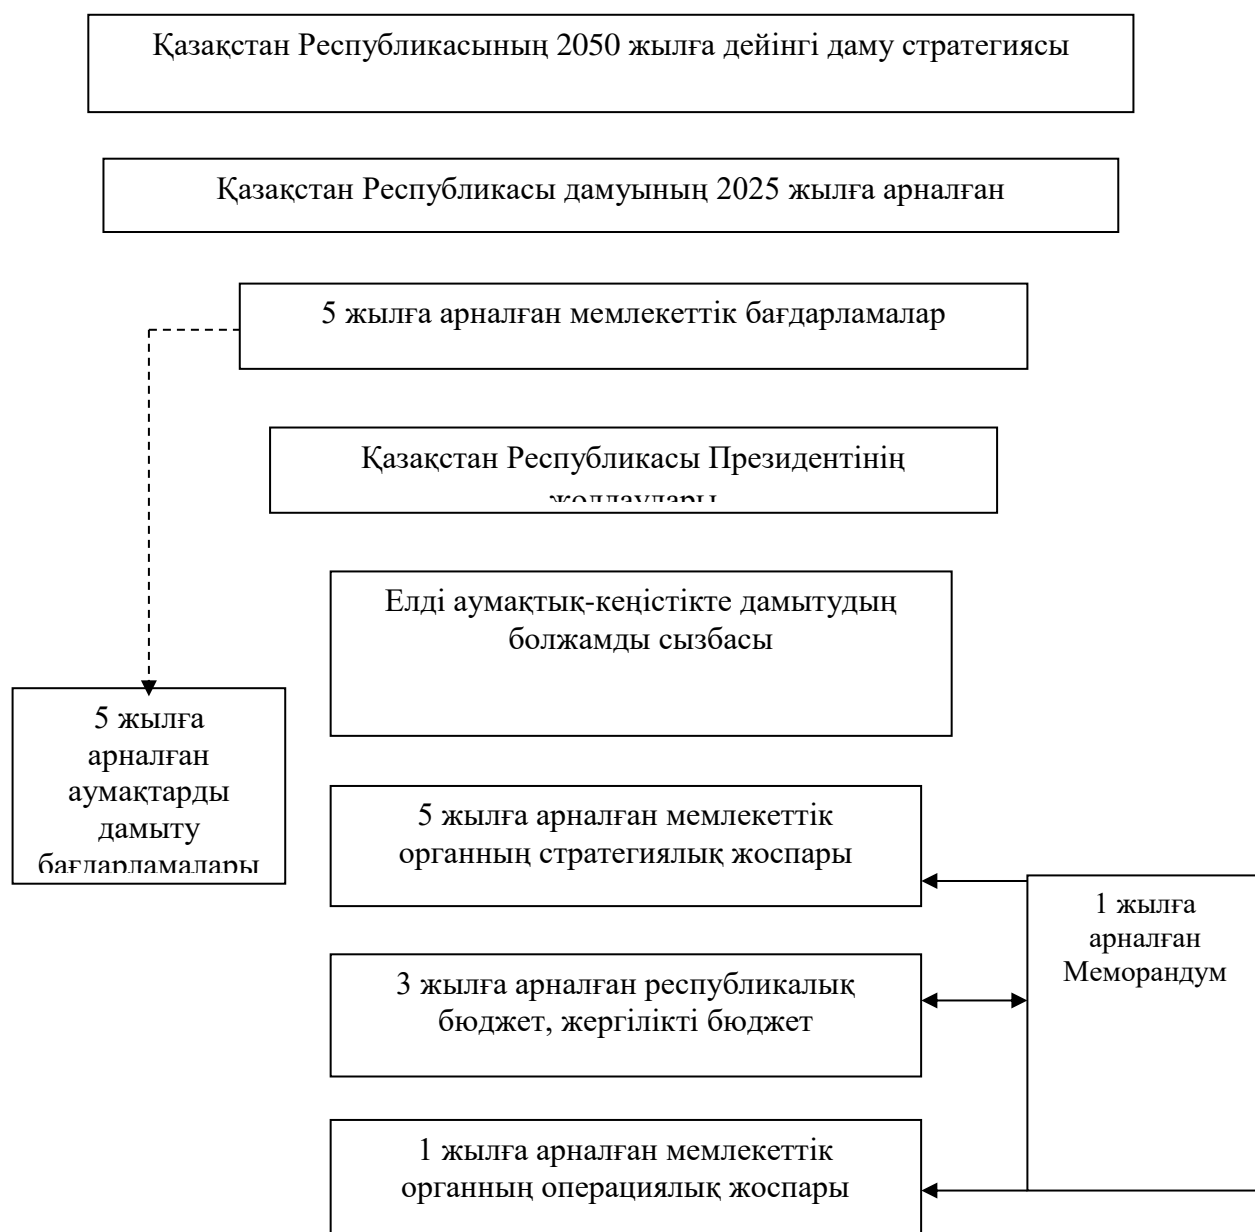 Қазақстан Республикасының 2050 жылға дейінгі даму стратегиясы
Қазақстан Республикасы дамуының 2025 жылға арналған
5 жылға арналған мемлекеттік бағдарламалар
Қазақстан Республикасы Президентінің
жолдаулары
Елді аумақтық-кеңістікте дамытудың
болжамды сызбасы
5 жылға
арналған
аумақтарды
дамыту
бағдарламалары
5 жылға арналған мемлекеттік
органның стратегиялық жоспары
1 жылға
арналған
Меморандум
3 жылға арналған республикалық
бюджет, жергілікті бюджет
1 жылға арналған мемлекеттік
органның операциялық жоспары